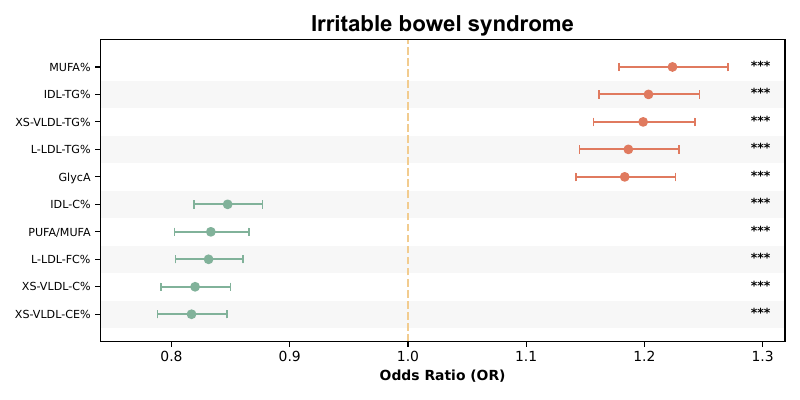 Irritable bowel syndrome
MUFA% ***
IDL-TG% ***
XS-VLDL-TG% ***
L-LDL-TG% ***
GlycA ***
IDL-C% ***
PUFA/MUFA ***
L-LDL-FC% ***
XS-VLDL-C% ***
XS-VLDL-CE% ***
0.8 0.9 1.0 1.1 1.2 1.3
Odds Ratio (OR)